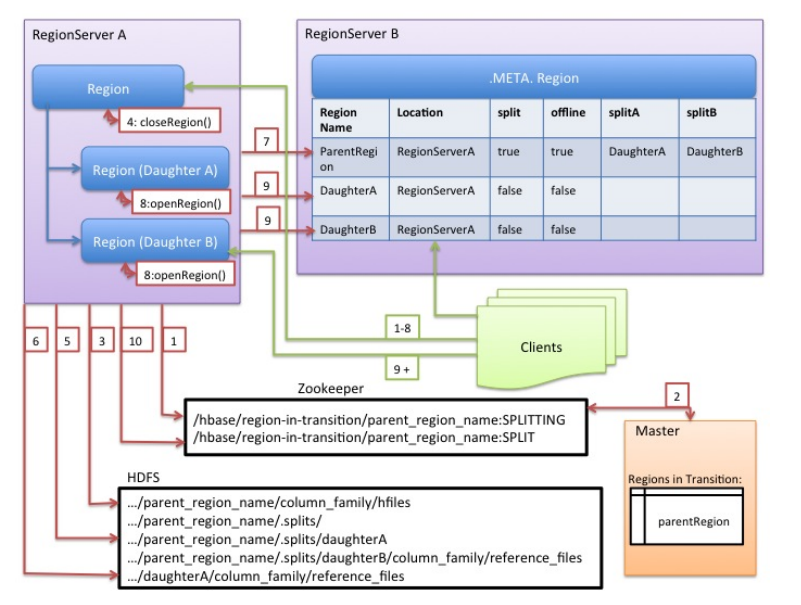 RegionServer A
Region
4: closeRegion()
Region (Daughter A)
8:openRegion()
Region (Daughter B)
8:openRegion()
7
9
9
RegionServer B
.META. Region
Region Name Location split offline splitA splitB
ParentRegi on RegionServerA true true DaughterA DaughterB
DaughterA RegionServerA false false
DaughterB RegionServerA false false
6 5 3 10 1
1-8
9 +
Clients
Zookeeper
/hbase/region-in-transition/parent_region_name:SPLITTING
/hbase/region-in-transition/parent_region_name:SPLIT
2
Master
Regions in Transition:
parentRegion
HDFS
.../parent_region_name/column_family/hfiles
.../parent_region_name/.splits/
.../parent_region_name/.splits/daughterA
.../parent_region_name/.splits/daughterB/column_family/reference_files
.../daughterA/column_family/reference_files